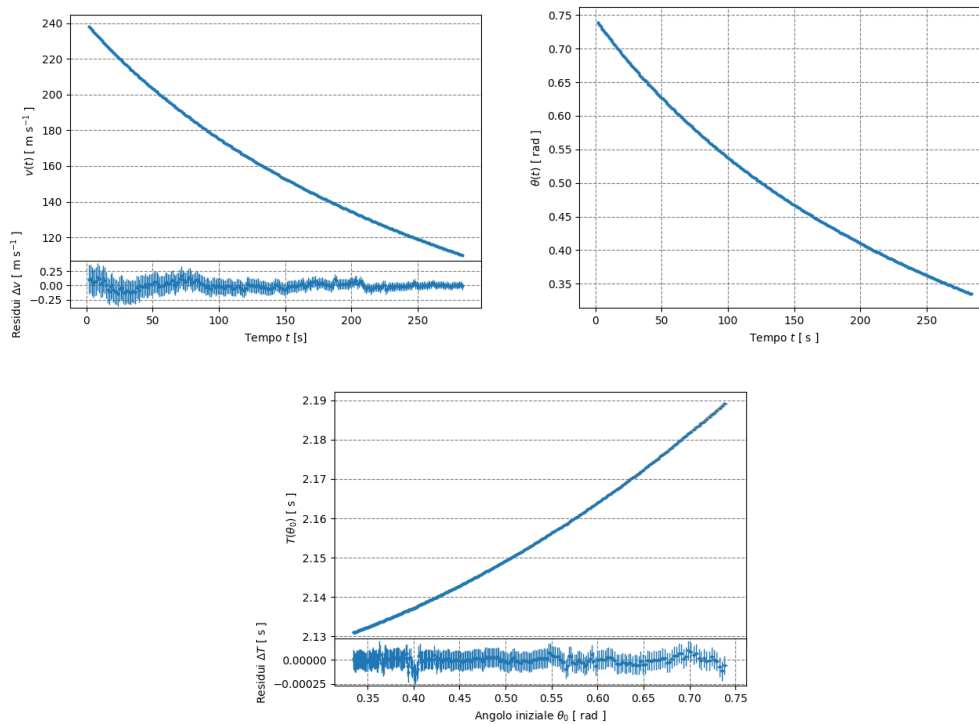 240
220
200
180
160
140
120
v(t) [ m s⁻¹ ]
0.25
0.00
−0.25
Residui Δv [ m s⁻¹ ]
0 50 100 150 200 250
Tempo t [s]
0.75
0.70
0.65
0.60
0.55
0.50
0.45
0.40
0.35
θ(t) [ rad ]
0 50 100 150 200 250
Tempo t [ s ]
2.19
2.18
2.17
2.16
2.15
2.14
2.13
T(θ₀) [ s ]
0.00000
−0.00025
Residui ΔT [ s ]
0.35 0.40 0.45 0.50 0.55 0.60 0.65 0.70 0.75
Angolo iniziale θ₀ [ rad ]